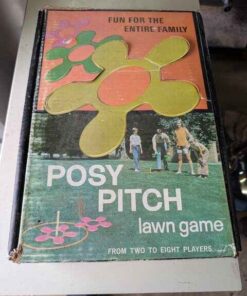 FUN FOR THE
ENTIRE FAMILY
POSY
PITCH
lawn game
FROM TWO TO EIGHT PLAYERS